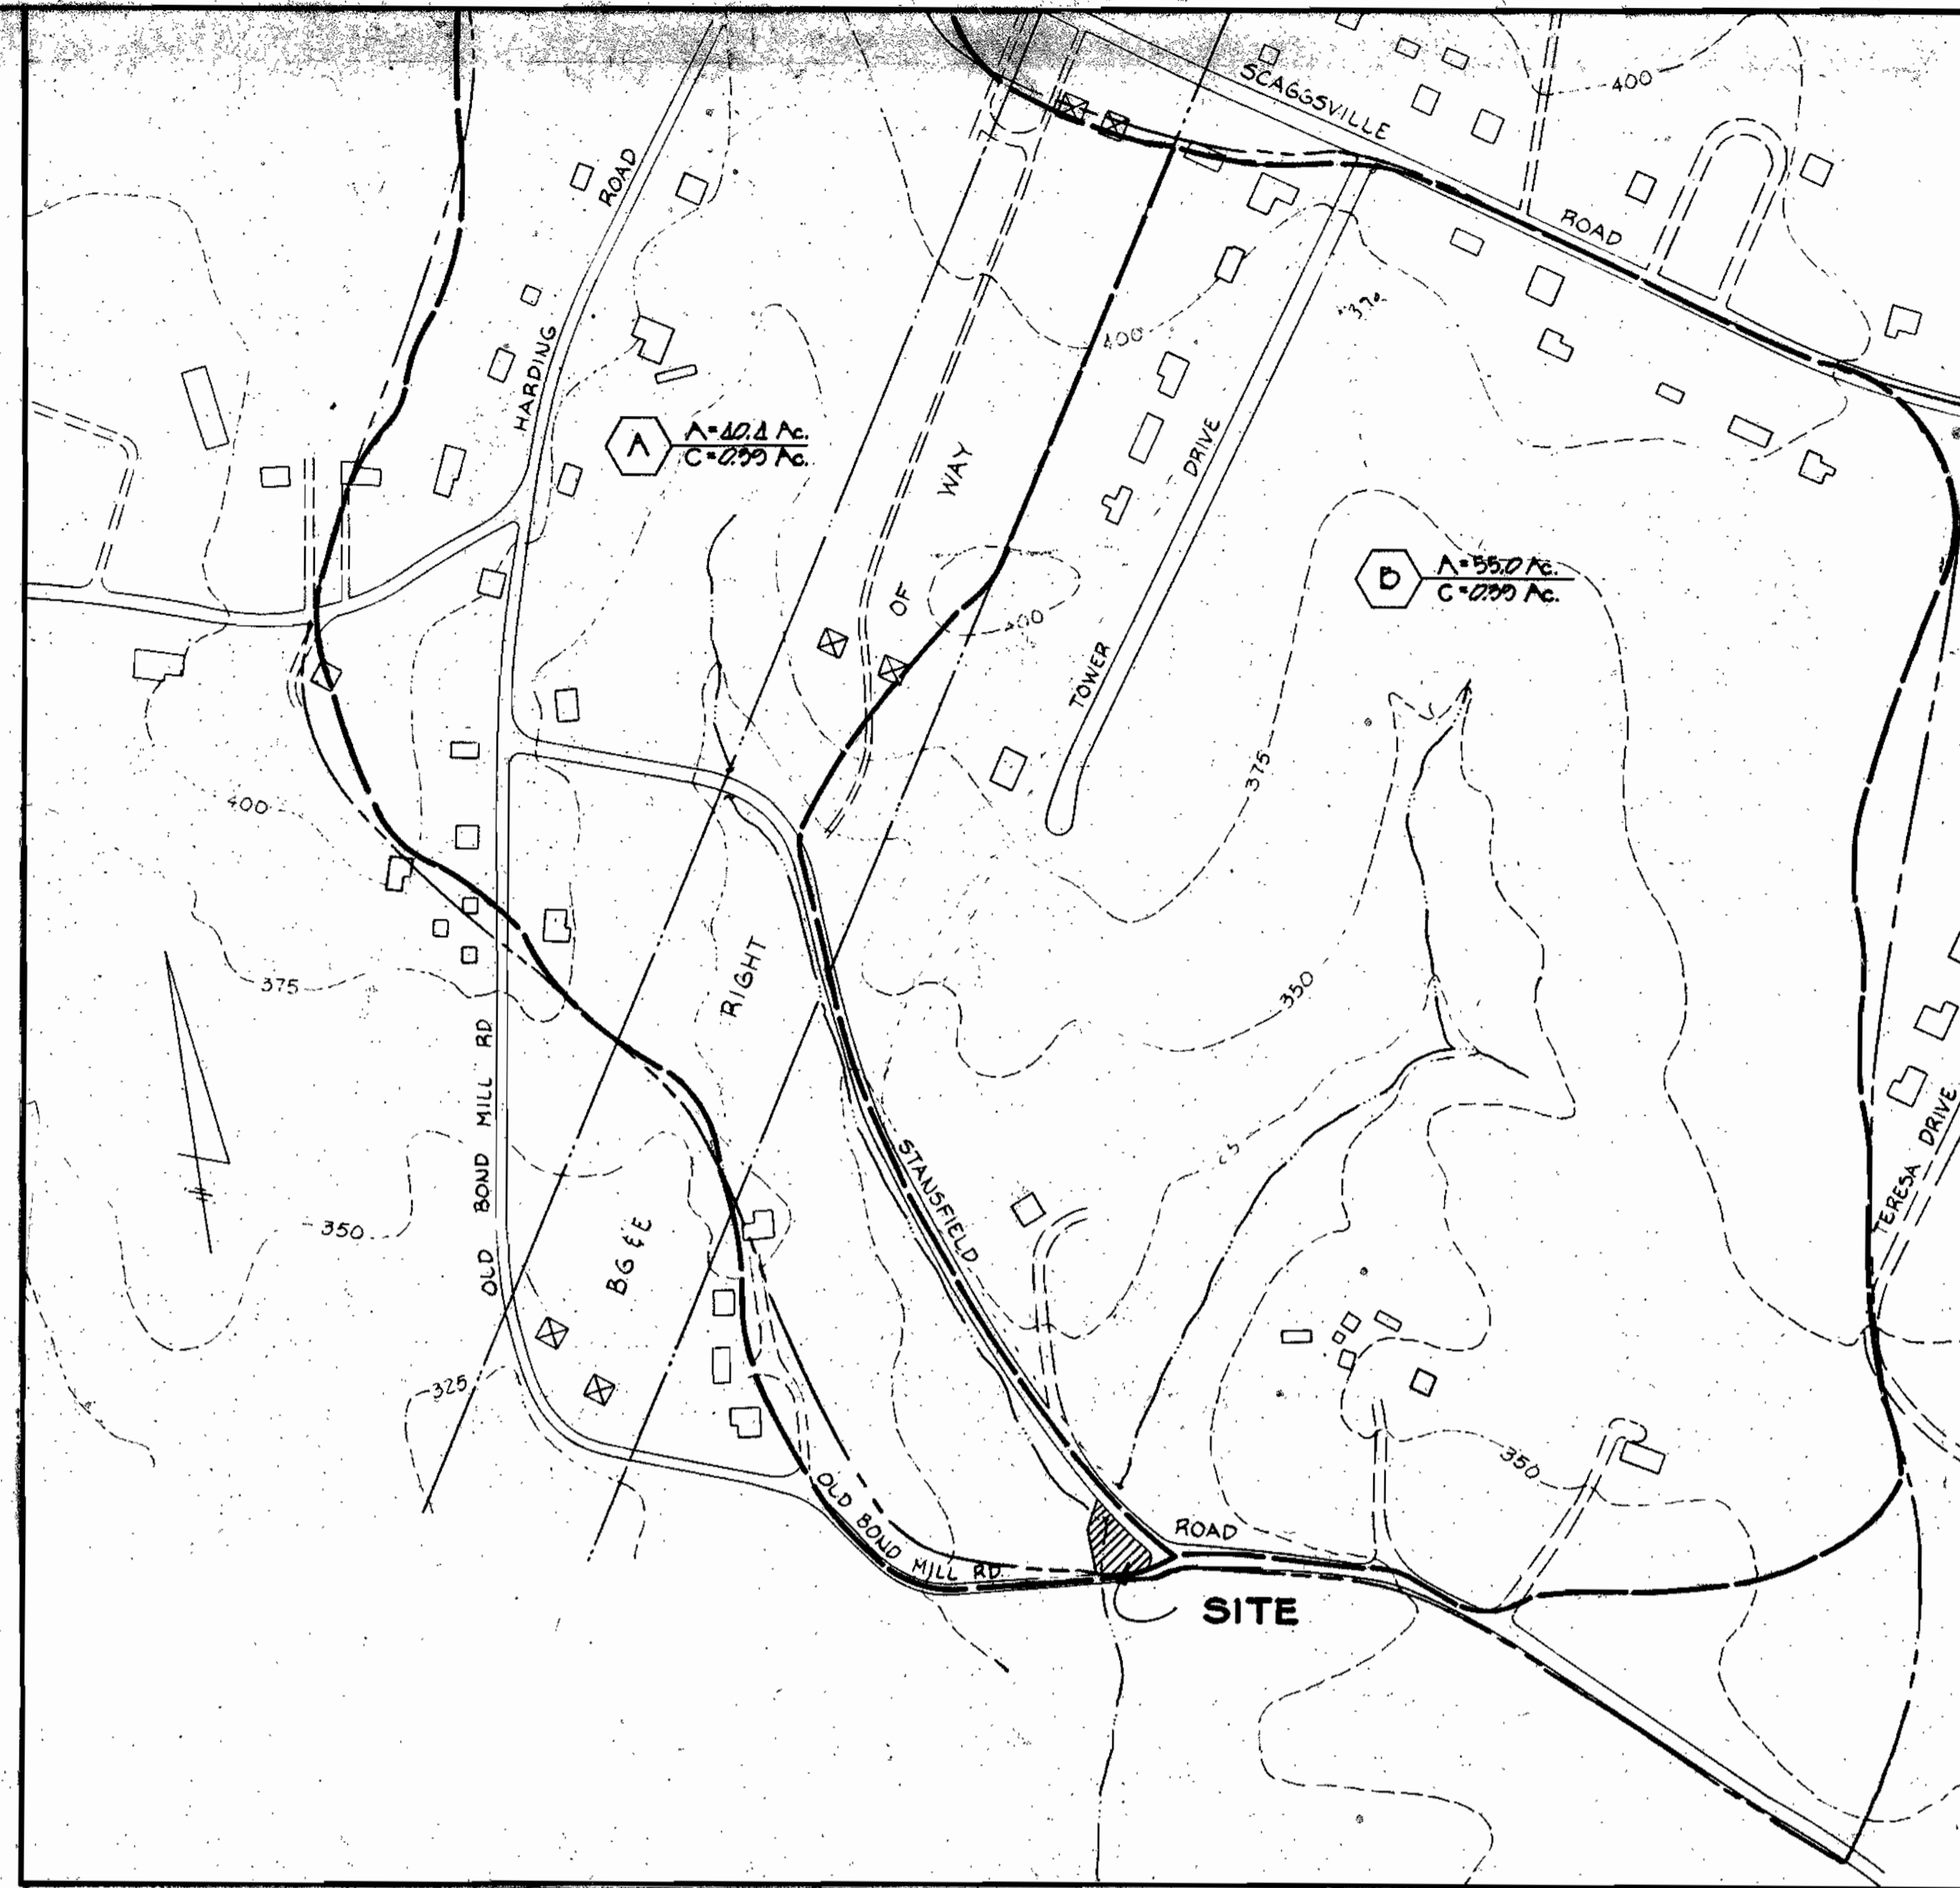 SCAGGSVILLE
400
ROAD
ROAD
HARDING
400
A
A=40.4 Ac.
C=0.39 Ac.
WAY
DRIVE
OF
400
B
A=55.0 Ac.
C=0.39 Ac.
TOWER
375
400
RIGHT
375
350
OLD BOND MILL RD
STANSFIELD
TERESA DRIVE
350
BG & E
325
350
OLD BOND MILL RD.
ROAD
SITE